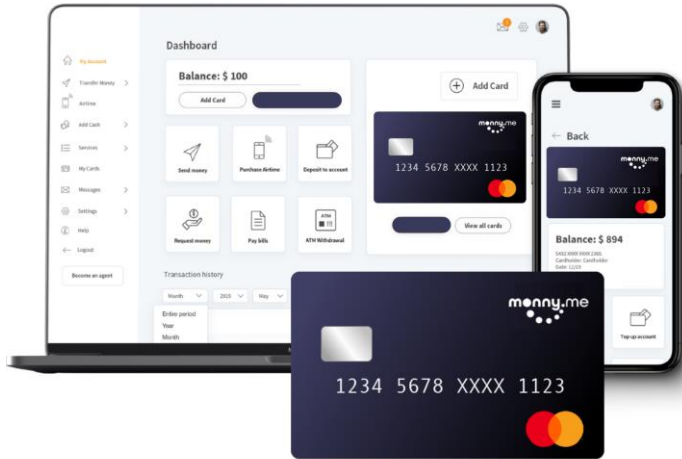 Dashboard
My Account
Transfer Money
Airtime
Add Cash
Services
My Cards
Messages
Settings
Help
Logout
Become an agent
Balance: $ 100
Add Card
Send money
Purchase Airtime
Deposit to account
Request money
Pay bills
ATM
ATM Withdrawal
Add Card
monny.me
1234 5678 XXXX 1123
View all cards
Transaction history
Month
2019
May
Entire period
Year
Month
Back
monny.me
1234 5678 XXXX 1123
Balance: $ 894
Cardholder: Cardholder
Top up account
monny.me
1234 5678 XXXX 1123